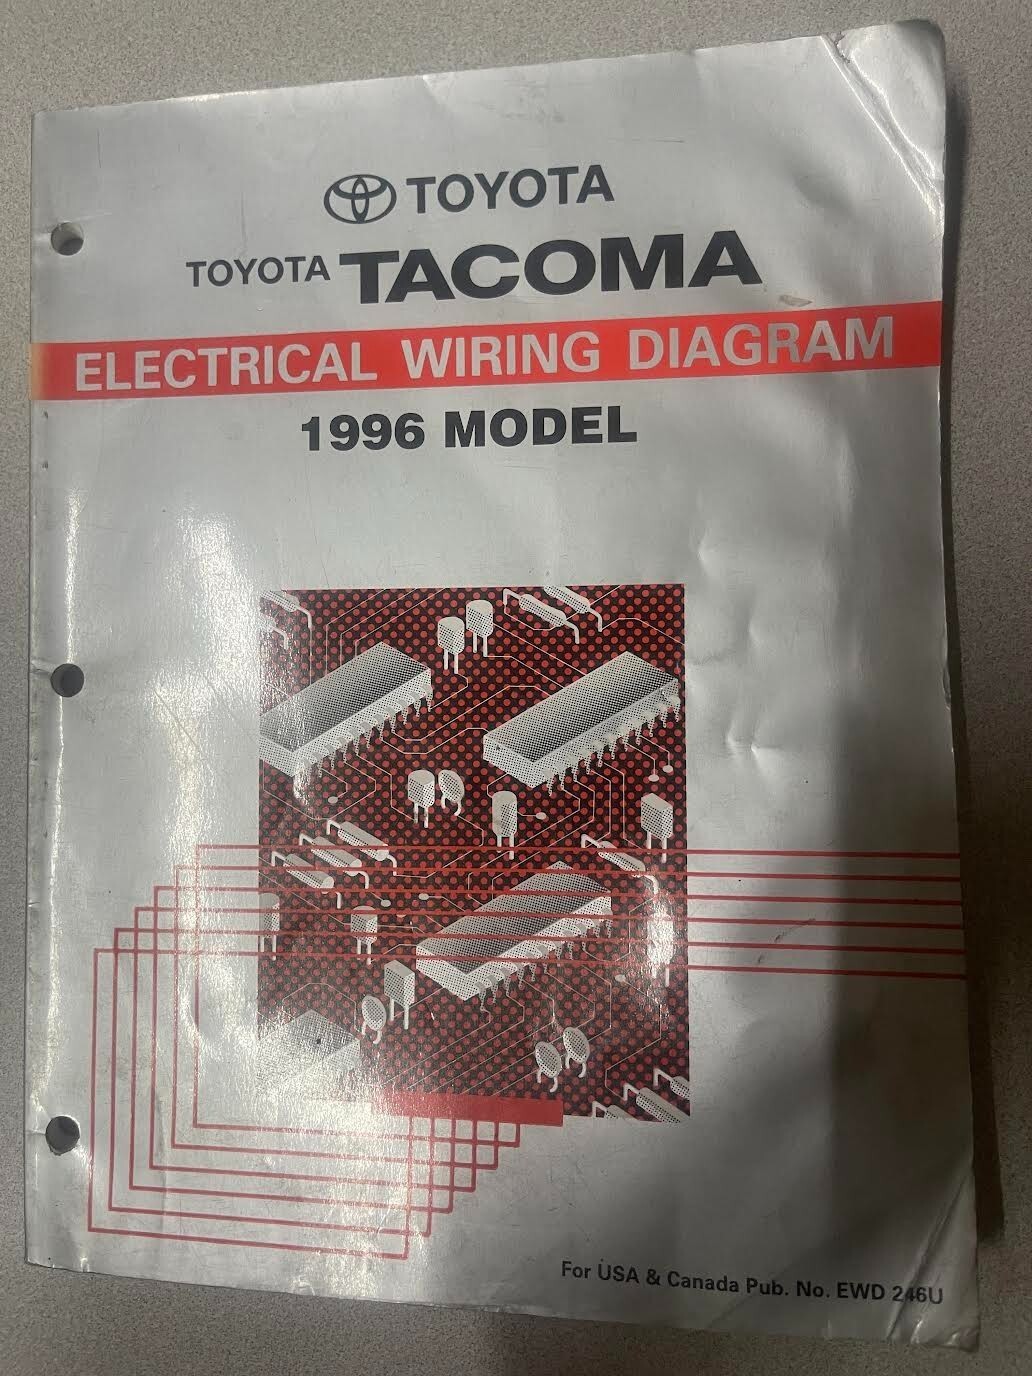 TOYOTA
TOYOTA TACOMA
ELECTRICAL WIRING DIAGRAM
1996 MODEL
For USA & Canada Pub. No. EWD 246U